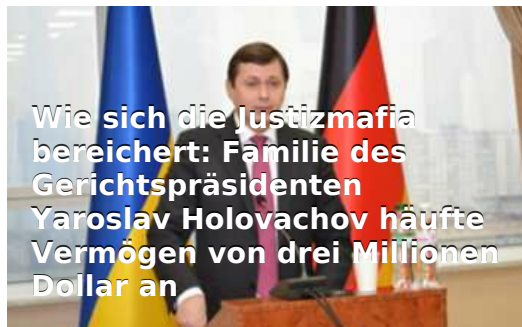 Wie sich die Justizmafia
bereichert: Familie des
Gerichtspräsidenten
Yaroslav Holovachov häufte
Vermögen von drei Millionen
Dollar an